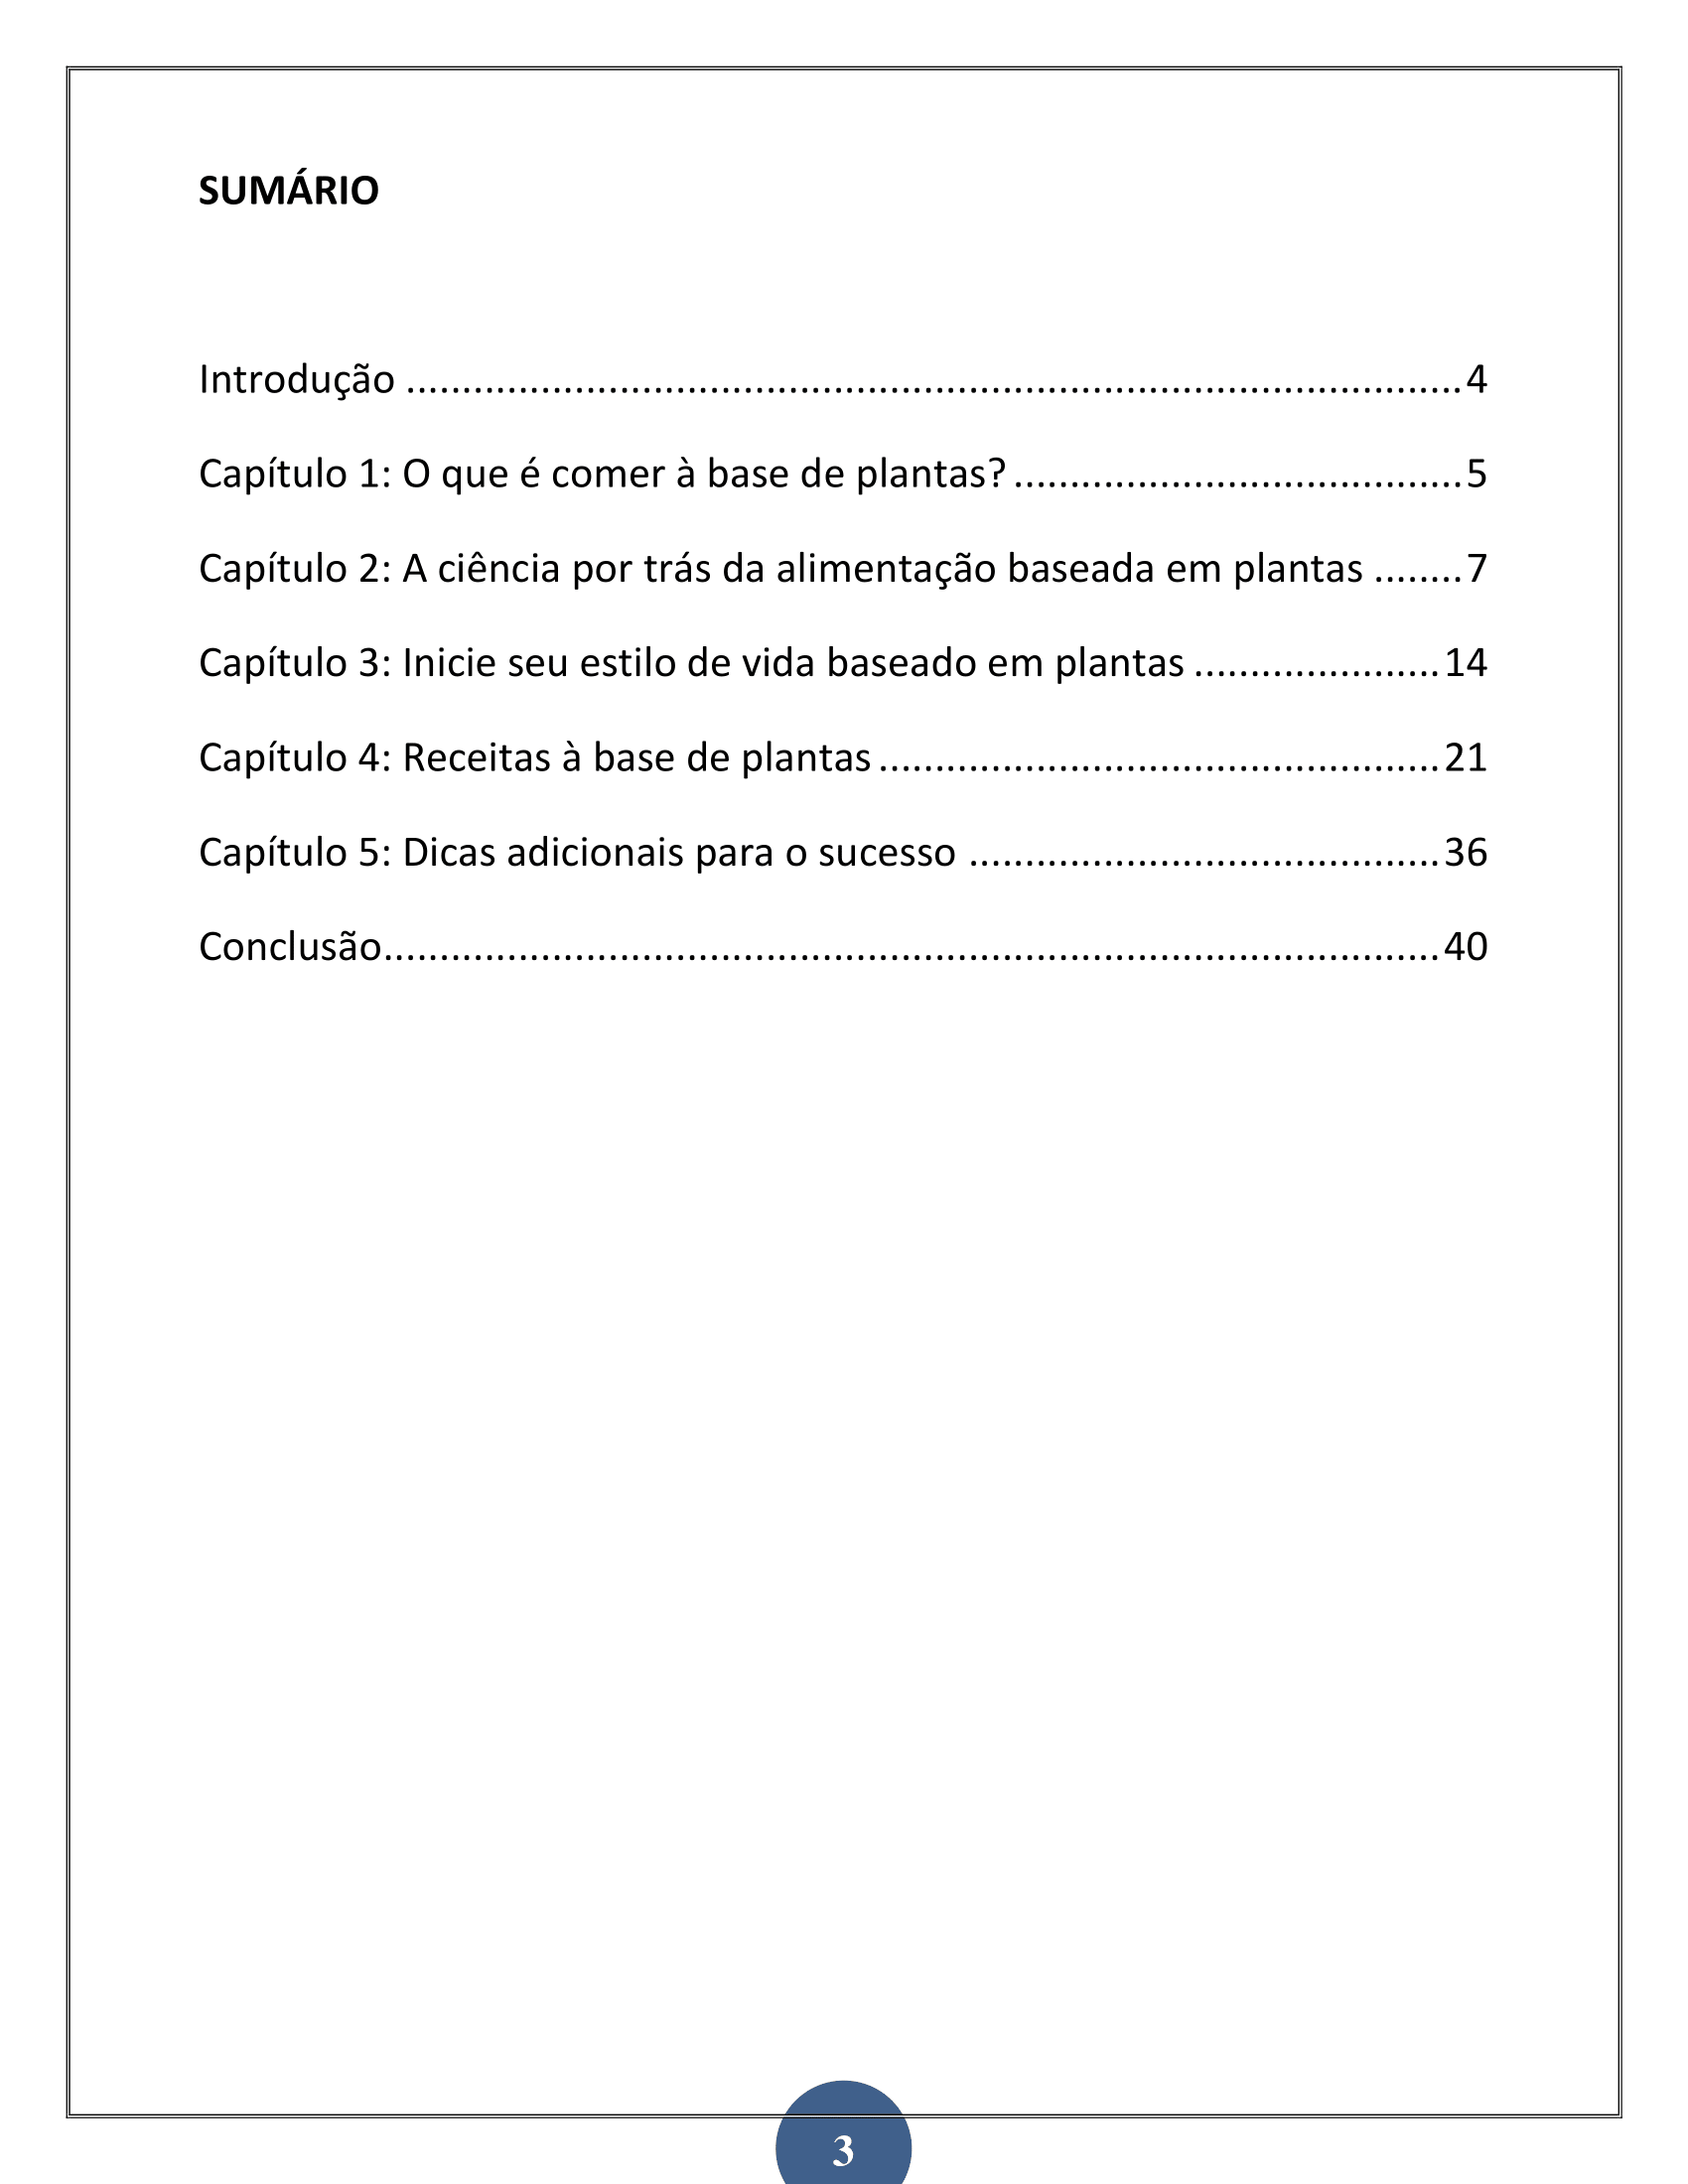 SUMÁRIO
Introdução ..............................................................................................4
Capítulo 1: O que é comer à base de plantas? ........................................5
Capítulo 2: A ciência por trás da alimentação baseada em plantas ........7
Capítulo 3: Inicie seu estilo de vida baseado em plantas ......................14
Capítulo 4: Receitas à base de plantas ..................................................21
Capítulo 5: Dicas adicionais para o sucesso ..........................................36
Conclusão..............................................................................................40
3